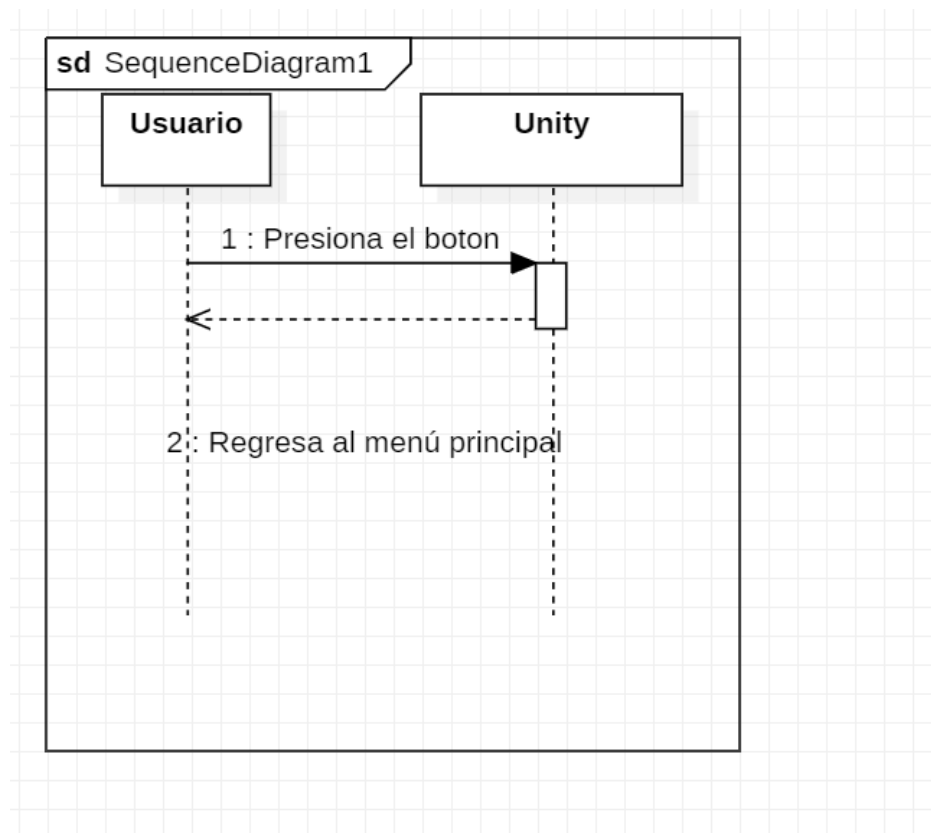 sd SequenceDiagram1
Usuario
Unity
1 : Presiona el boton
2 : Regresa al menú principal